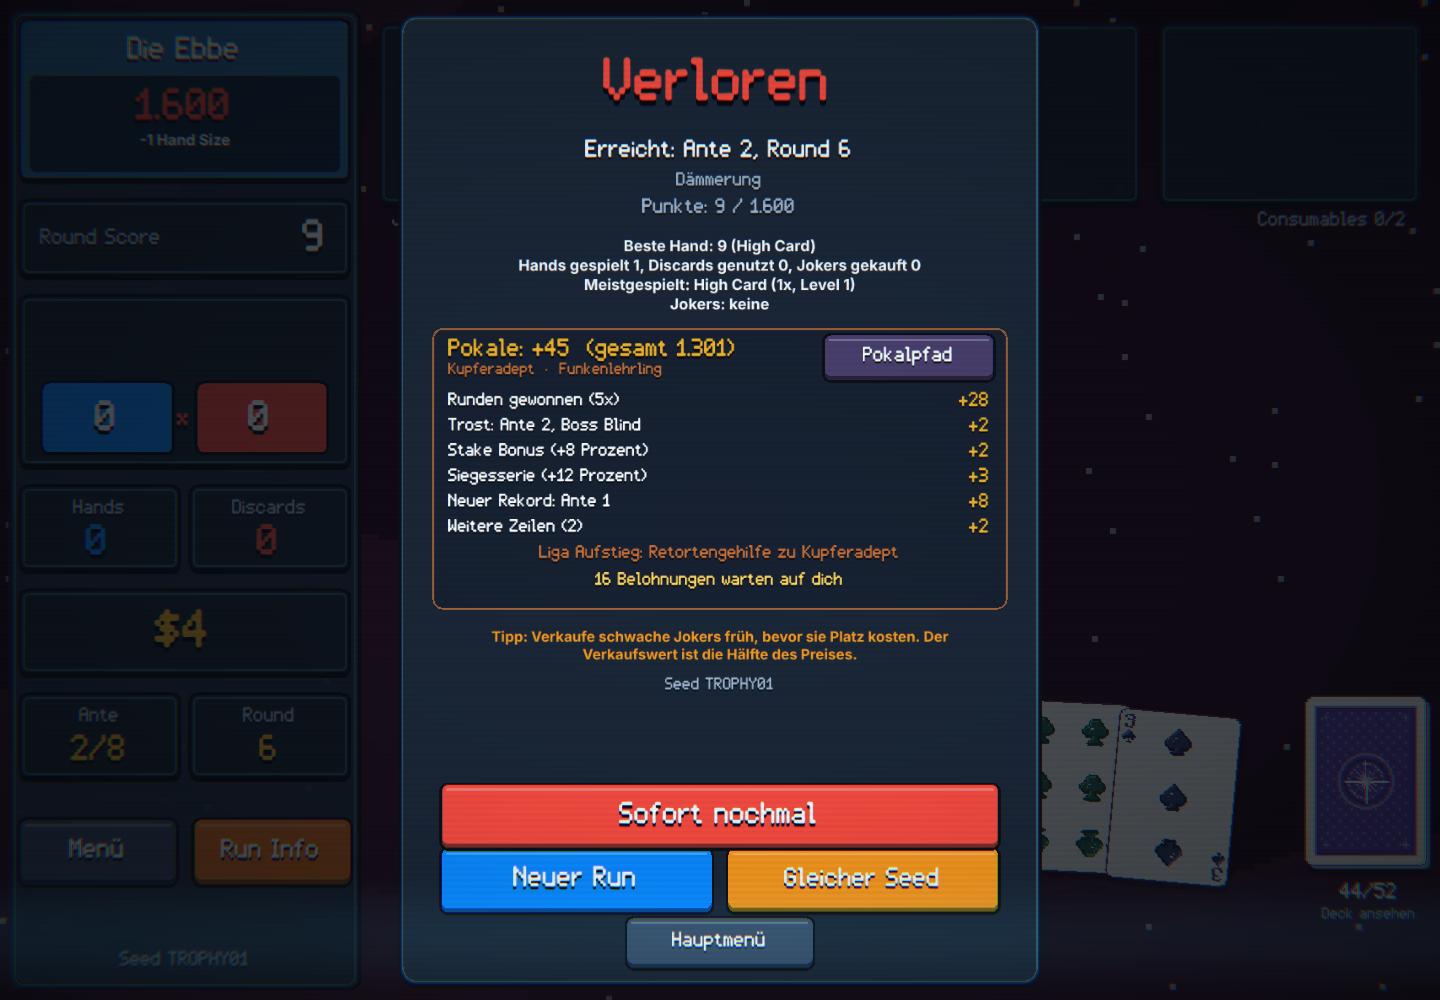 Die Ebbe
1.600
-1 Hand Size
Round Score
9
0 x 0
Hands
0
Discards
0
$4
Ante
2/8
Round
6
Menü
Run Info
Seed TROPHY01
Verloren
Erreicht: Ante 2, Round 6
Dämmerung
Punkte: 9 / 1.600
Beste Hand: 9 (High Card)
Hands gespielt 1, Discards genutzt 0, Jokers gekauft 0
Meistgespielt: High Card (1x, Level 1)
Jokers: keine
Pokale: +45 (gesamt 1.301)
Kupferadept · Funkenlehrling
Pokalpfad
Runden gewonnen (5x) +28
Trost: Ante 2, Boss Blind +2
Stake Bonus (+8 Prozent) +2
Siegesserie (+12 Prozent) +3
Neuer Rekord: Ante 1 +8
Weitere Zeilen (2) +2
Liga Aufstieg: Retortengehilfe zu Kupferadept
16 Belohnungen warten auf dich
Tipp: Verkaufe schwache Jokers früh, bevor sie Platz kosten. Der
Verkaufswert ist die Hälfte des Preises.
Seed TROPHY01
Sofort nochmal
Neuer Run
Gleicher Seed
Hauptmenü
Consumables 0/2
3
3
44/52
Deck ansehen